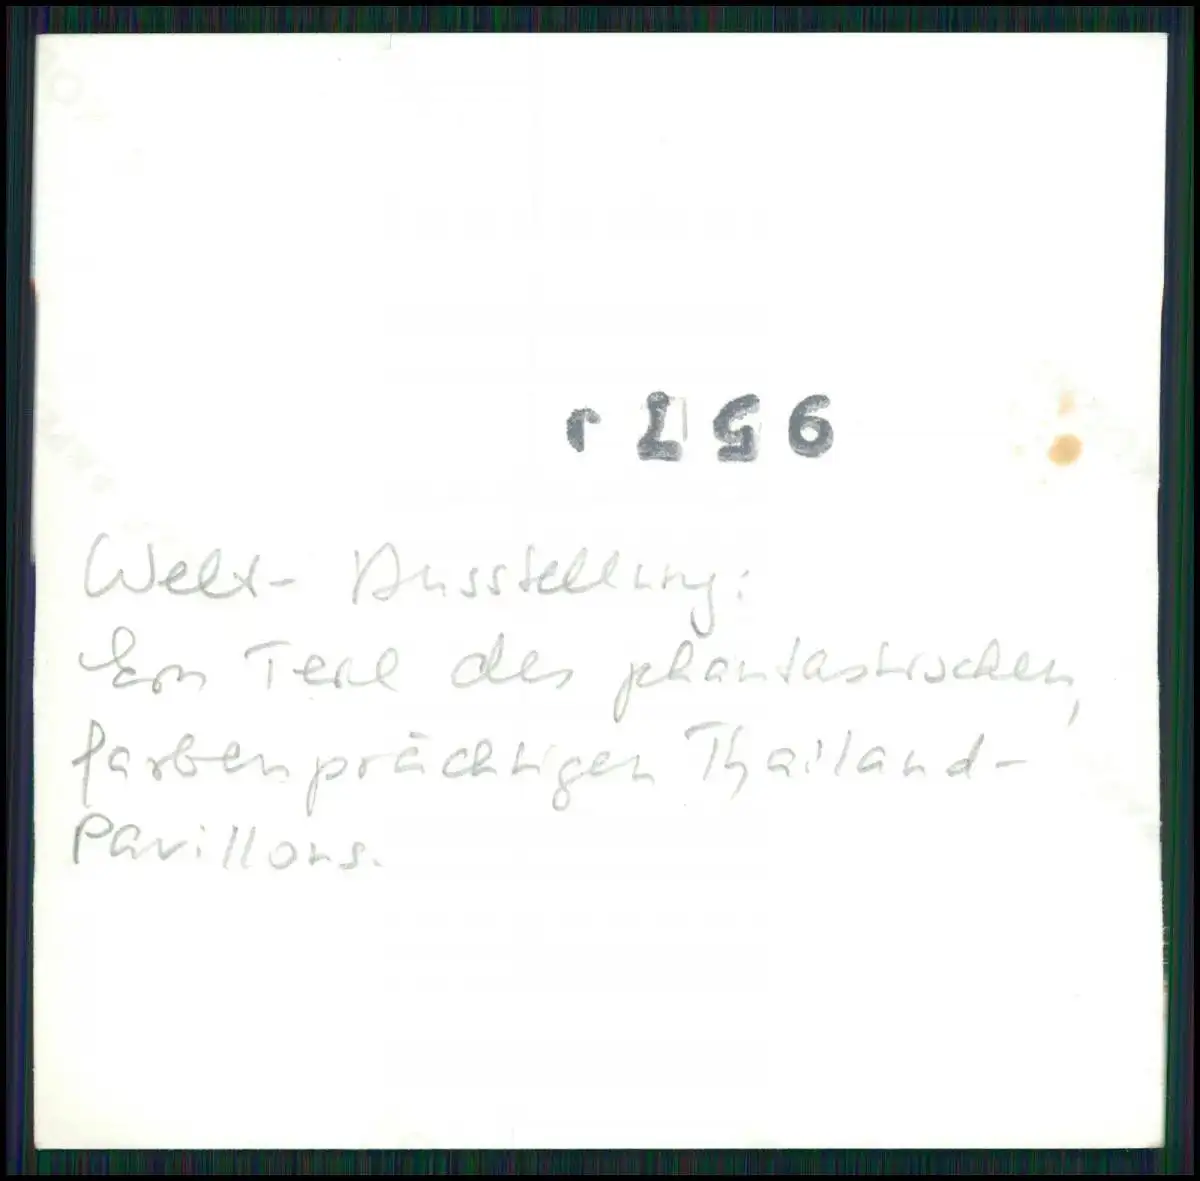 Welt-Ausstellung:
Ein Teil des phantastischen,
farbenprächtigen Thailand-
Pavillons.